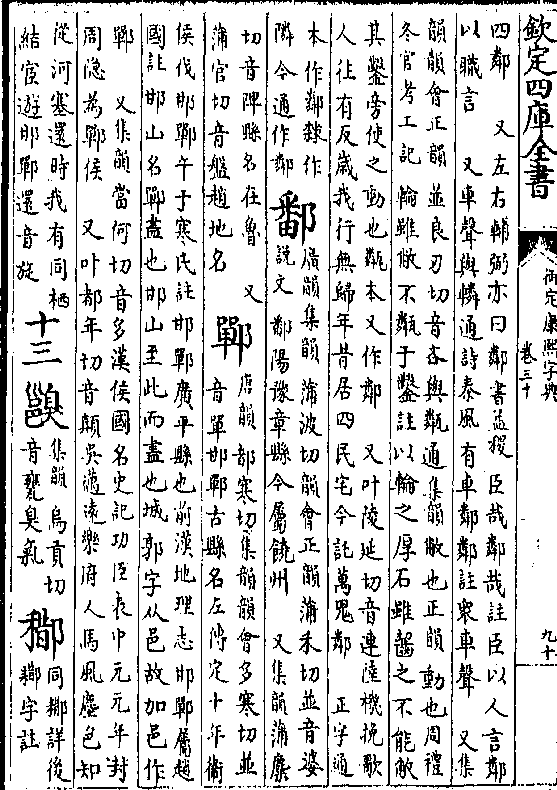 欽定四庫全書
御定康熙字典
卷三十
九十
四鄰　又左右輔弼亦曰鄰書益稷臣哉鄰哉註臣以人言鄰
以職言　又車聲與轔通詩秦風有車鄰鄰註衆車聲　又集
韻韻會正韻並良刃切音吝與甐通集韻敝也正韻動也周禮
冬官考工記輪雖敝不甐于鑿註以輪之厚石雖齧之不能敝
其鑿旁使之動也甐本又作鄰　又叶陵延切音連陸機挽歌
人往有反歲我行無歸年昔居四民宅今託萬鬼鄰　正字通
本作鄰隸作
隣今通作鄰
鄱
廣韻集韻蒲波切韻會正韻蒲禾切並音婆
說文鄱陽豫章縣今屬饒州　又集韻蒲麋
切音陴縣名在魯　又
蒲官切音盤趙地名
鄲
唐韻都寒切集韻韻會多寒切並
音單邯鄲古縣名左傳定十年衞
侯伐邯鄲午于寒氏註邯鄲廣平縣也前漢地理志邯鄲屬趙
國註邯山名鄲盡也邯山至此而盡也城郭字从邑故加邑作
鄲　又集韻當何切音多漢侯國名史記功臣表中元元年封
周隱為鄲侯　又叶都年切音顛吳邁遠樂府人馬風塵色知
從河塞還時我有同栖
結宦遊邯鄲還音旋
十三
集韻烏貢切
音甕臭氣
同　詳後
字註